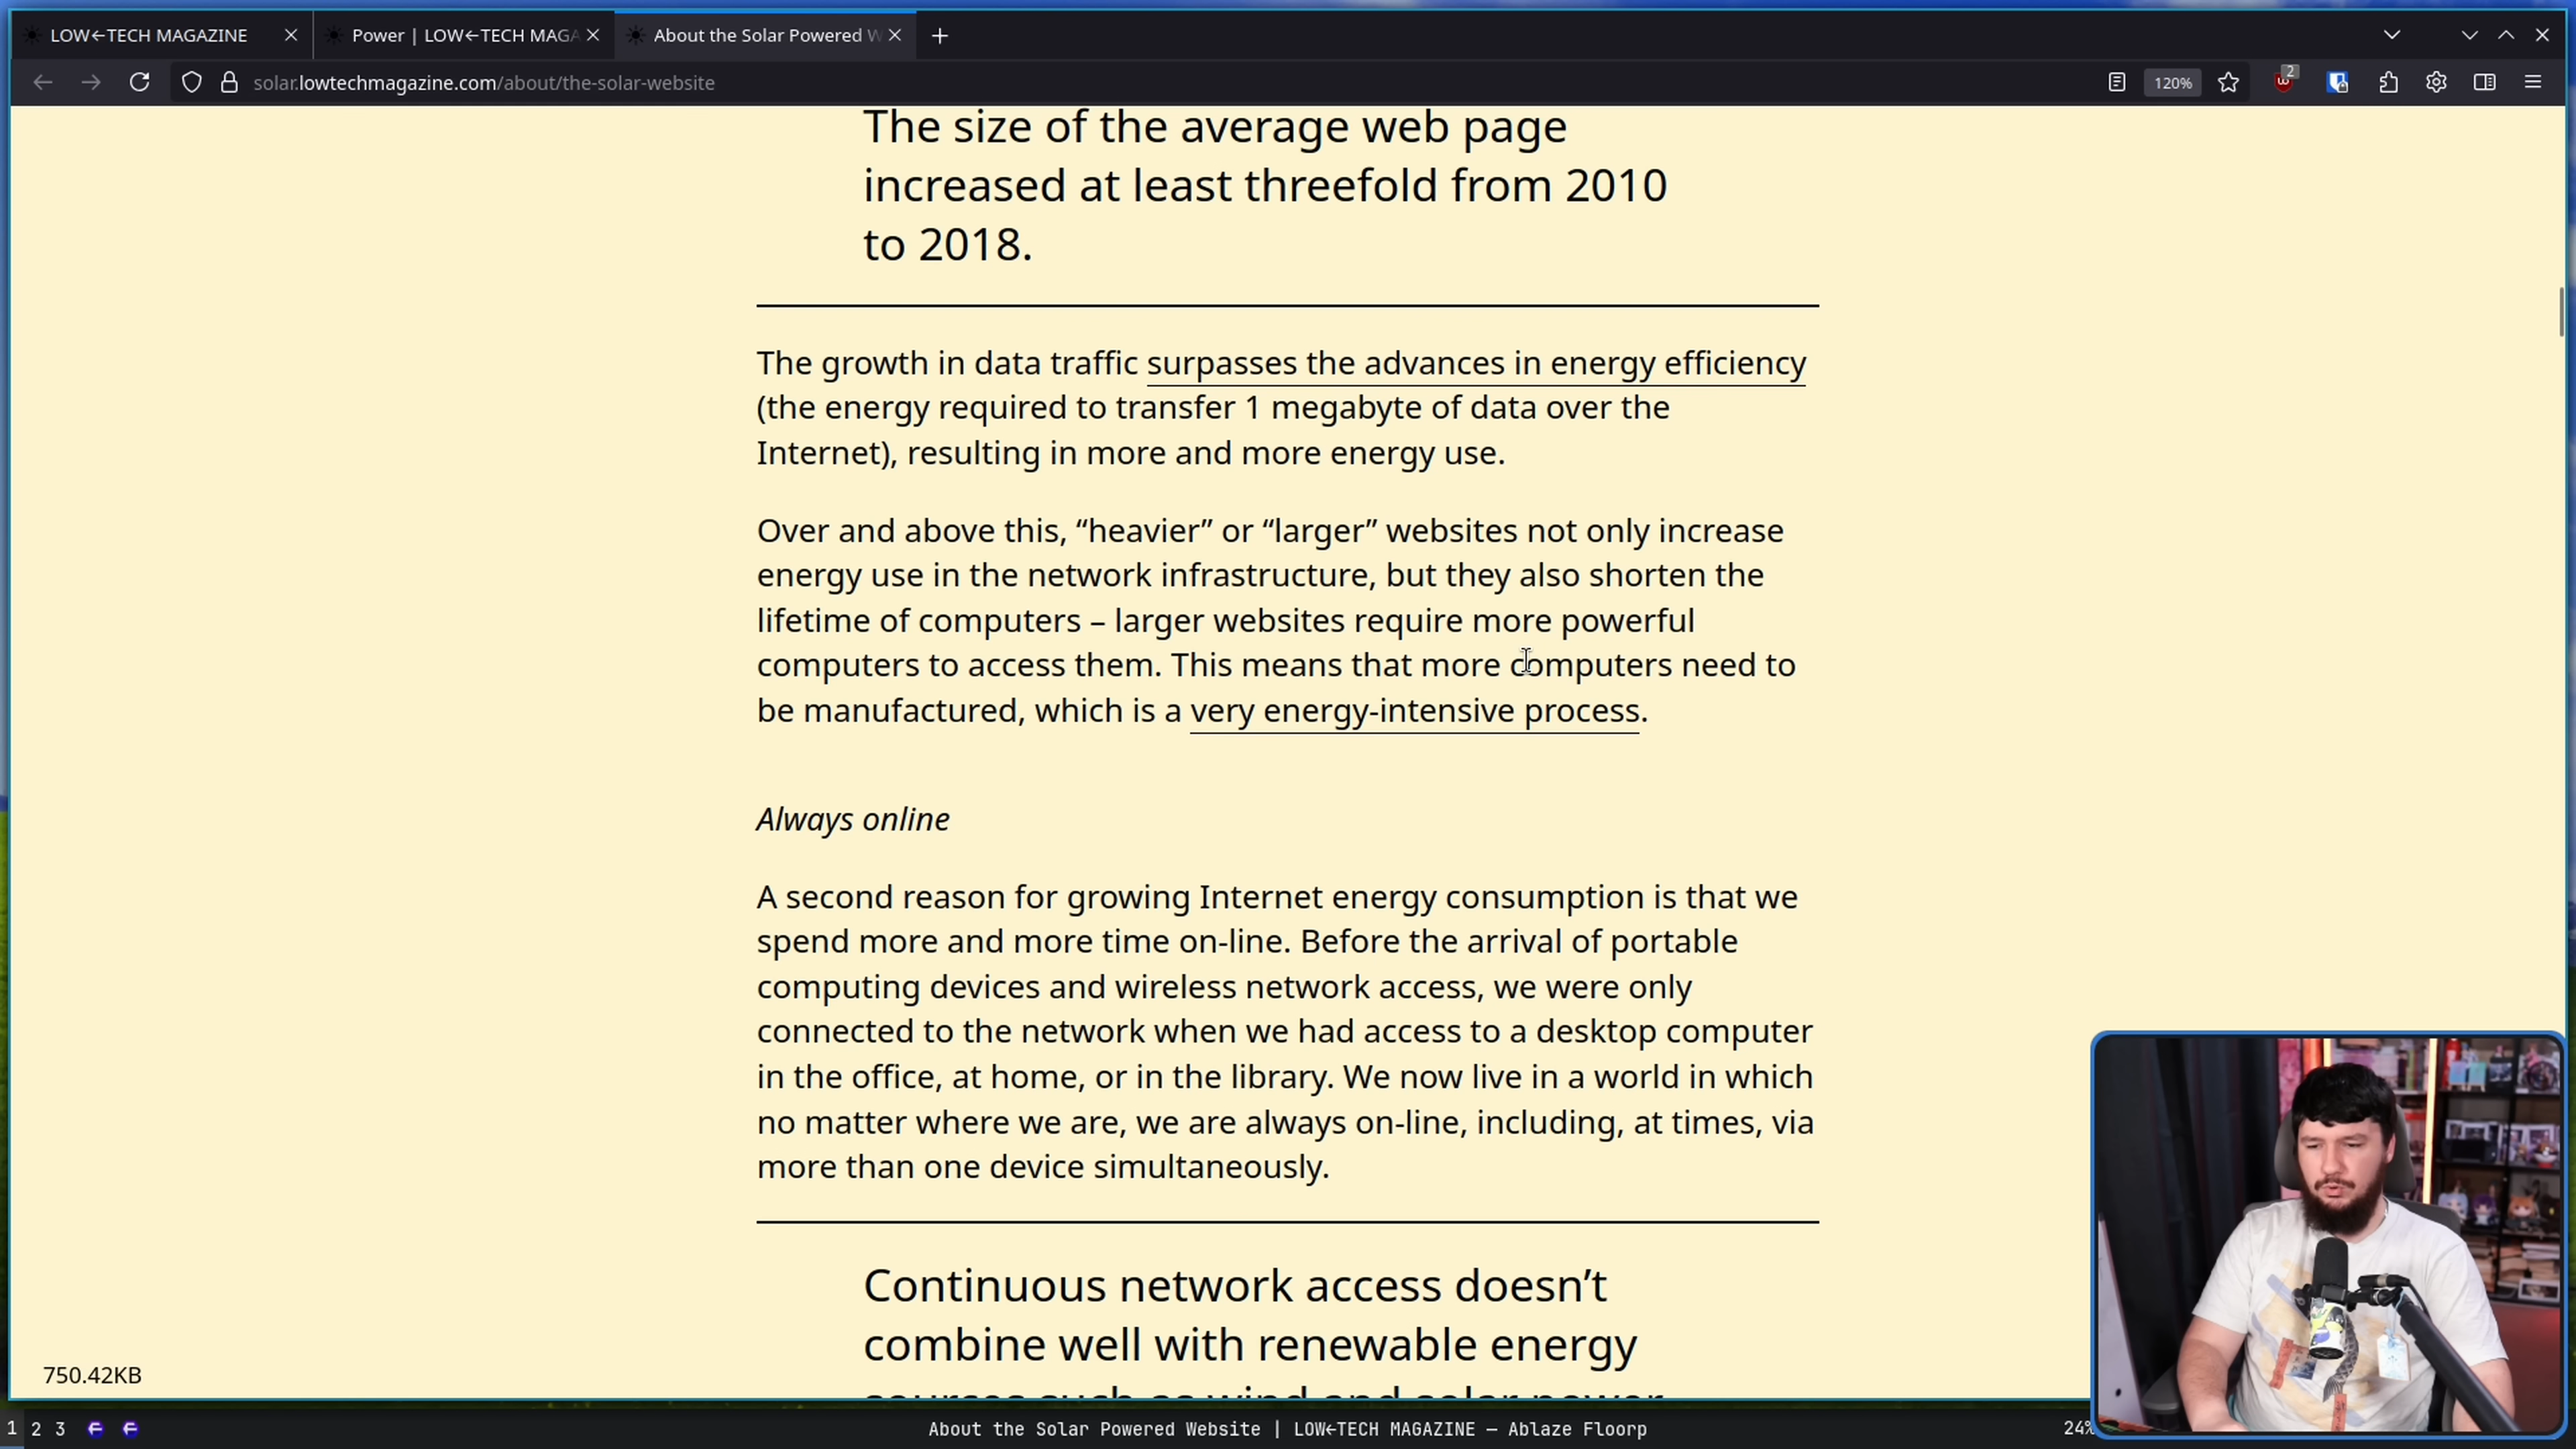 LOW←TECH MAGAZINE
Power | LOW←TECH MAGA
About the Solar Powered W
solar.lowtechmagazine.com/about/the-solar-website
120%
2
The size of the average web page
increased at least threefold from 2010
to 2018.
The growth in data traffic surpasses the advances in energy efficiency
(the energy required to transfer 1 megabyte of data over the
Internet), resulting in more and more energy use.
Over and above this, “heavier” or “larger” websites not only increase
energy use in the network infrastructure, but they also shorten the
lifetime of computers – larger websites require more powerful
computers to access them. This means that more computers need to
be manufactured, which is a very energy-intensive process.
Always online
A second reason for growing Internet energy consumption is that we
spend more and more time on-line. Before the arrival of portable
computing devices and wireless network access, we were only
connected to the network when we had access to a desktop computer
in the office, at home, or in the library. We now live in a world in which
no matter where we are, we are always on-line, including, at times, via
more than one device simultaneously.
Continuous network access doesn’t
combine well with renewable energy
sources such as wind and solar power
750.42KB
1 2 3
About the Solar Powered Website | LOW←TECH MAGAZINE — Ablaze Floorp
24%